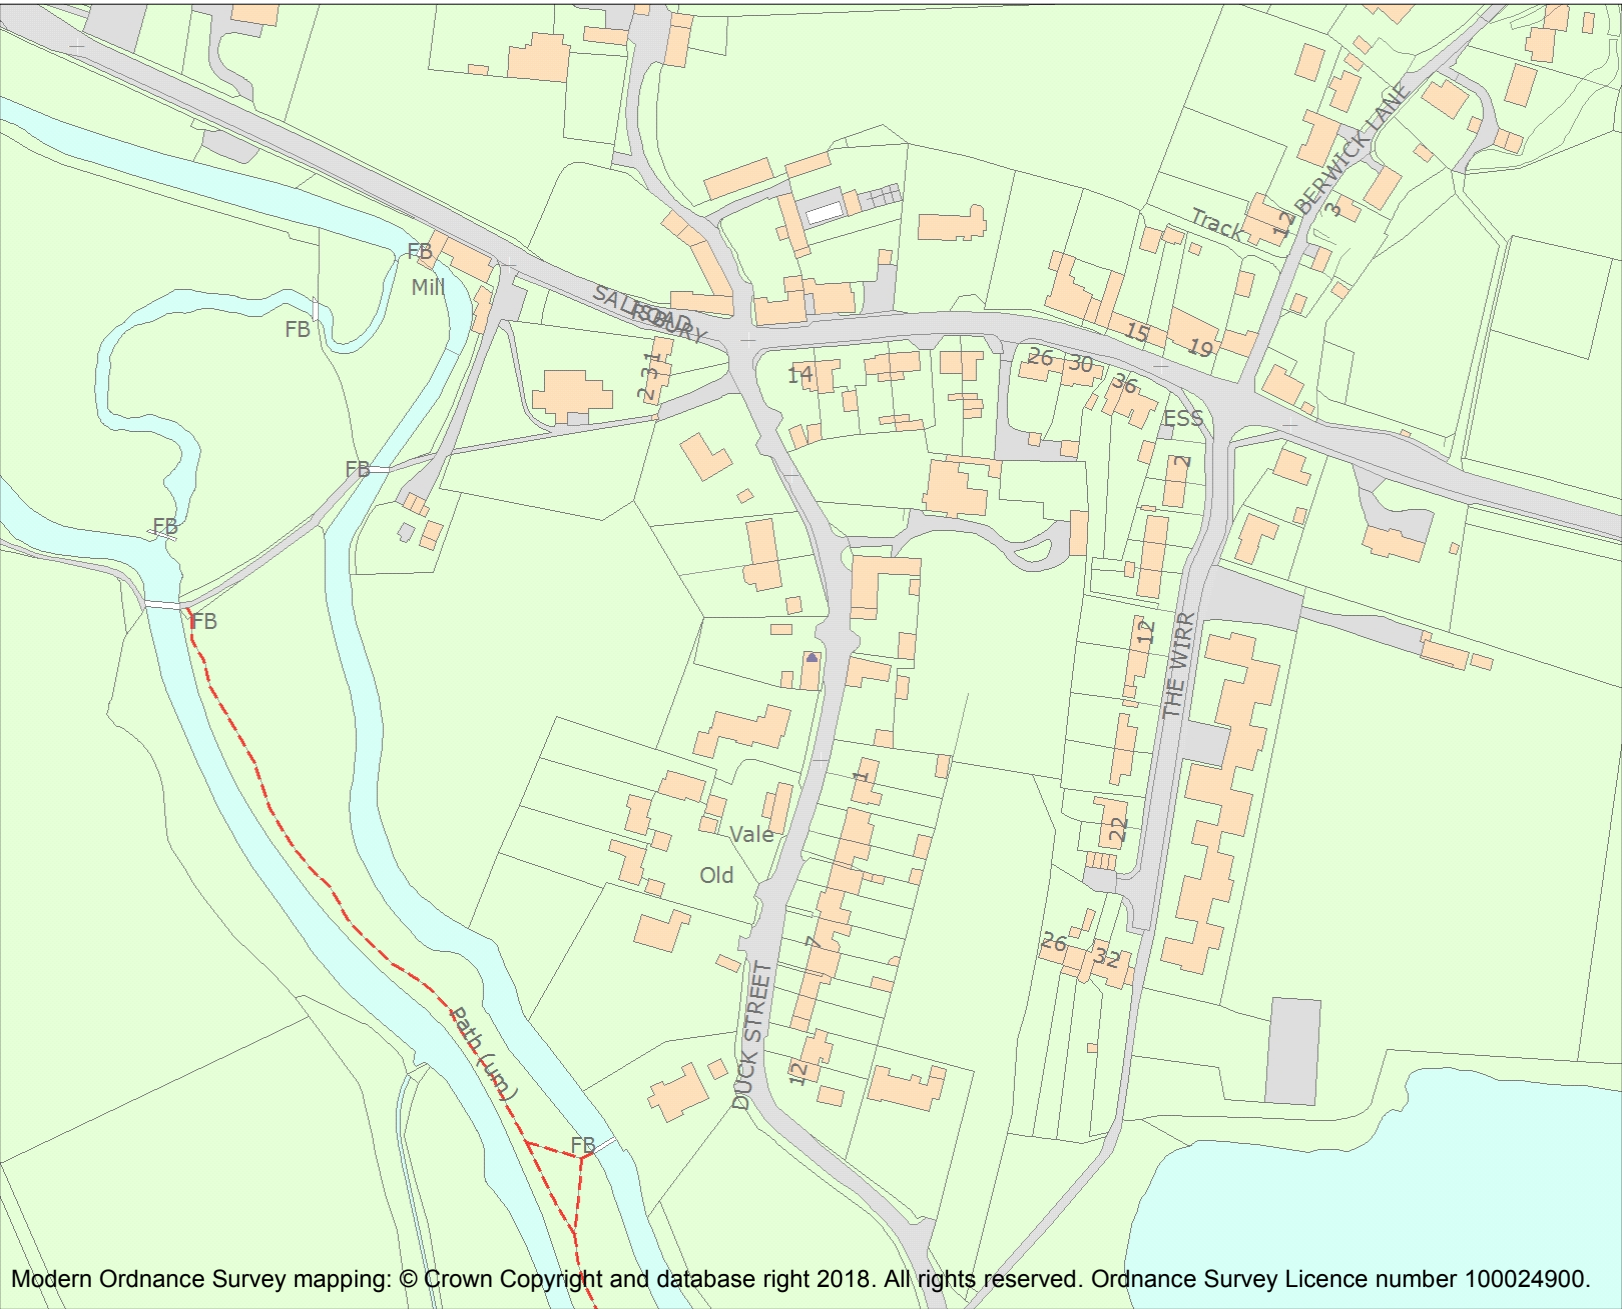 BERWICK LANE
12
3
Track
FB
Mill
FB
SALISBURY
ROAD
15
19
1
3
2
14
26
30
36
ESS
2
FB
FB
FB
12
THE WIRR
1
22
Vale
Old
7
26
32
DUCK STREET
Path (um)
12
FB
Modern Ordnance Survey mapping: © Crown Copyright and database right 2018. All rights reserved. Ordnance Survey Licence number 100024900.